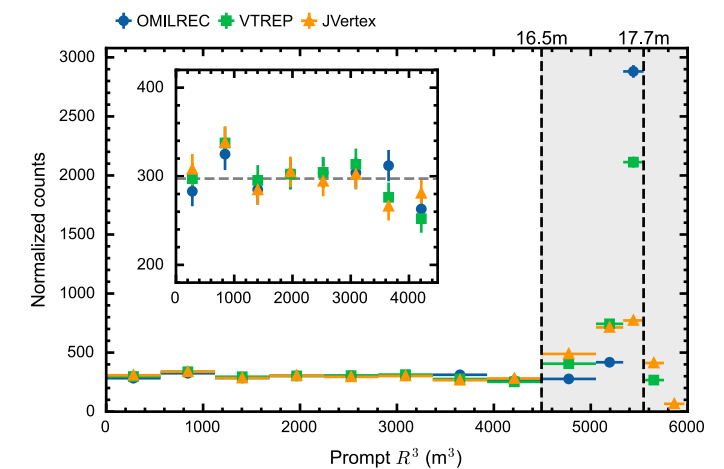 OMILREC VTREP JVertex
16.5m 17.7m
3000
2500
2000
1500
1000
500
0
Normalized counts
400
300
200
0 1000 2000 3000 4000
0 1000 2000 3000 4000 5000 6000
Prompt R³ (m³)